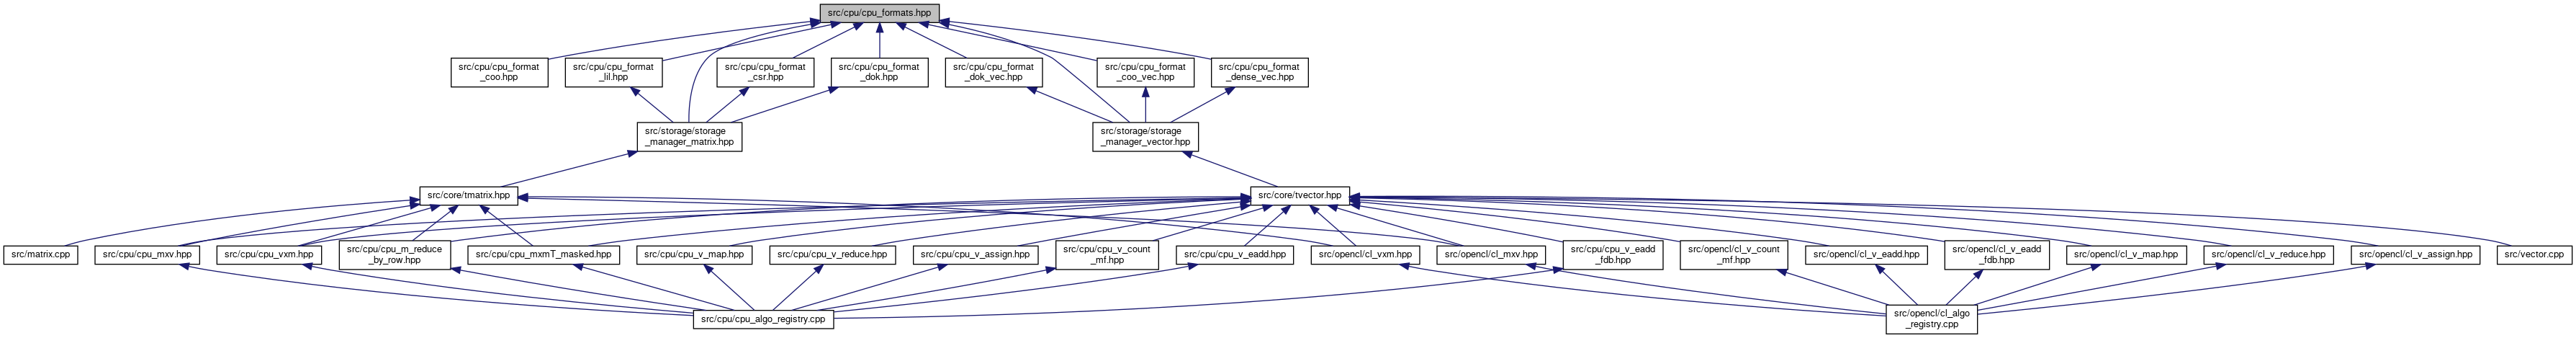 src/cpu/cpu_formats.hpp
src/cpu/cpu_format
_coo.hpp
src/cpu/cpu_format
_lil.hpp
src/cpu/cpu_format
_csr.hpp
src/cpu/cpu_format
_dok.hpp
src/cpu/cpu_format
_dok_vec.hpp
src/cpu/cpu_format
_coo_vec.hpp
src/cpu/cpu_format
_dense_vec.hpp
src/storage/storage
_manager_matrix.hpp
src/storage/storage
_manager_vector.hpp
src/core/tmatrix.hpp
src/core/tvector.hpp
src/matrix.cpp
src/cpu/cpu_mxv.hpp
src/cpu/cpu_vxm.hpp
src/cpu/cpu_m_reduce
_by_row.hpp
src/cpu/cpu_mxmT_masked.hpp
src/cpu/cpu_v_map.hpp
src/cpu/cpu_v_reduce.hpp
src/cpu/cpu_v_assign.hpp
src/cpu/cpu_v_count
_mf.hpp
src/cpu/cpu_v_eadd.hpp
src/opencl/cl_vxm.hpp
src/opencl/cl_mxv.hpp
src/cpu/cpu_v_eadd
_fdb.hpp
src/opencl/cl_v_count
_mf.hpp
src/opencl/cl_v_eadd.hpp
src/opencl/cl_v_eadd
_fdb.hpp
src/opencl/cl_v_map.hpp
src/opencl/cl_v_reduce.hpp
src/opencl/cl_v_assign.hpp
src/vector.cpp
src/cpu/cpu_algo_registry.cpp
src/opencl/cl_algo
_registry.cpp